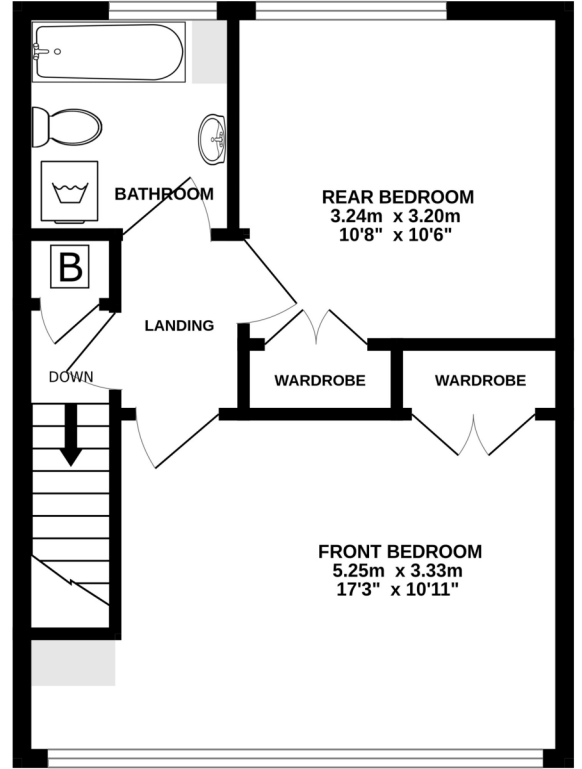 BATHROOM
REAR BEDROOM
3.24m x 3.20m
10'8" x 10'6"
B
LANDING
DOWN
WARDROBE
WARDROBE
FRONT BEDROOM
5.25m x 3.33m
17'3" x 10'11"